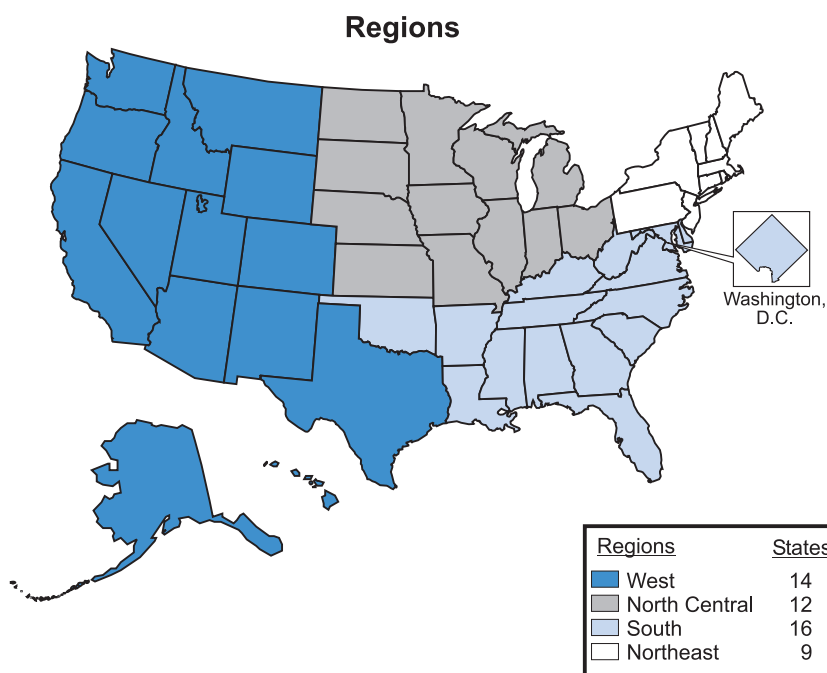 Regions
Washington,
D.C.
Regions States
West 14
North Central 12
South 16
Northeast 9